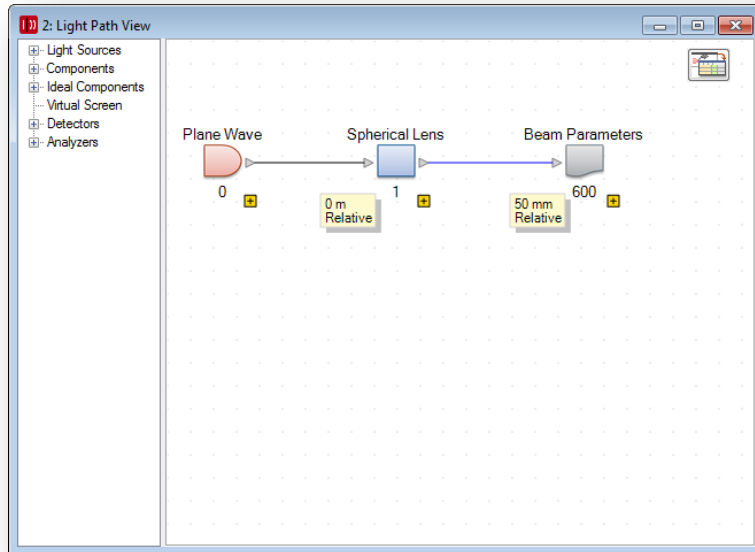 2: Light Path View
Light Sources
Components
Ideal Components
Virtual Screen
Detectors
Analyzers
Plane Wave
Spherical Lens
Beam Parameters
0
1
600
0 m
Relative
50 mm
Relative